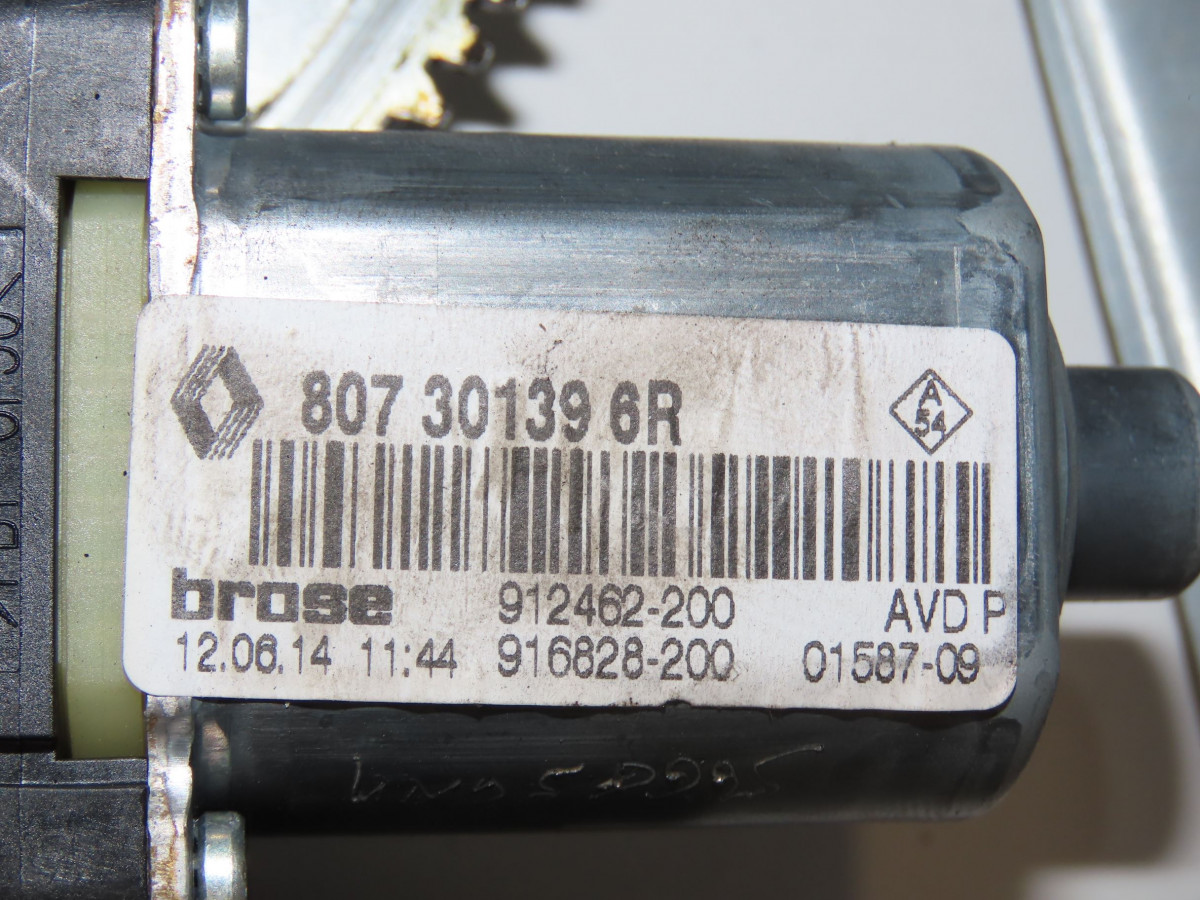 807 30139 6R
A
54
brose 912462-200 AVD P
12.06.14 11:44 916828-200 01587-09